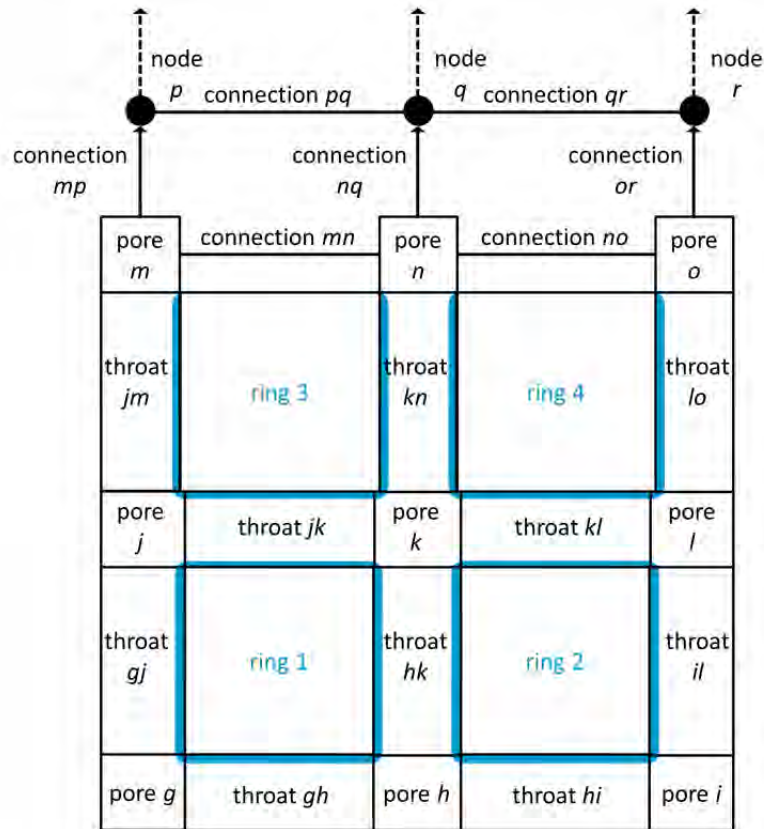 node
p
connection pq
node
q
connection qr
node
r
connection
mp
connection
nq
connection
or
pore
m
connection mn
pore
n
connection no
pore
o
throat
jm
ring 3
throat
kn
ring 4
throat
lo
pore
j
throat jk
pore
k
throat kl
pore
l
throat
gj
ring 1
throat
hk
ring 2
throat
il
pore g
throat gh
pore h
throat hi
pore i